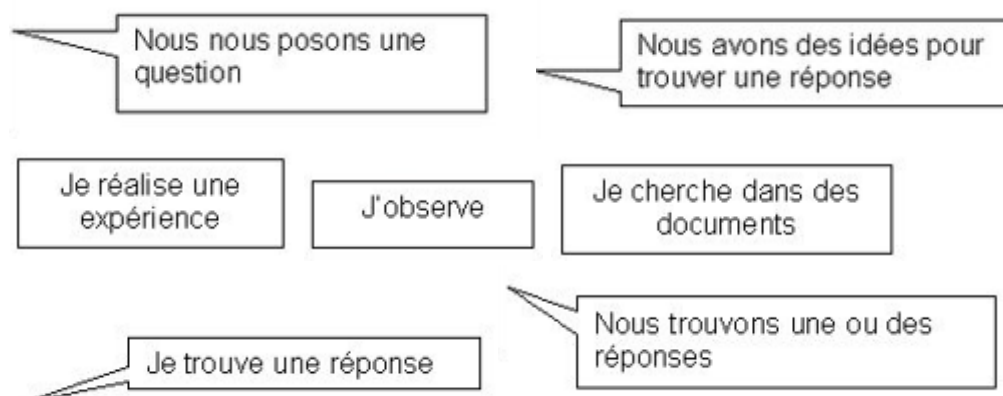 Nous nous posons une
question
Nous avons des idées pour
trouver une réponse
Je réalise une
expérience
J'observe
Je cherche dans des
documents
Nous trouvons une ou des
réponses
Je trouve une réponse